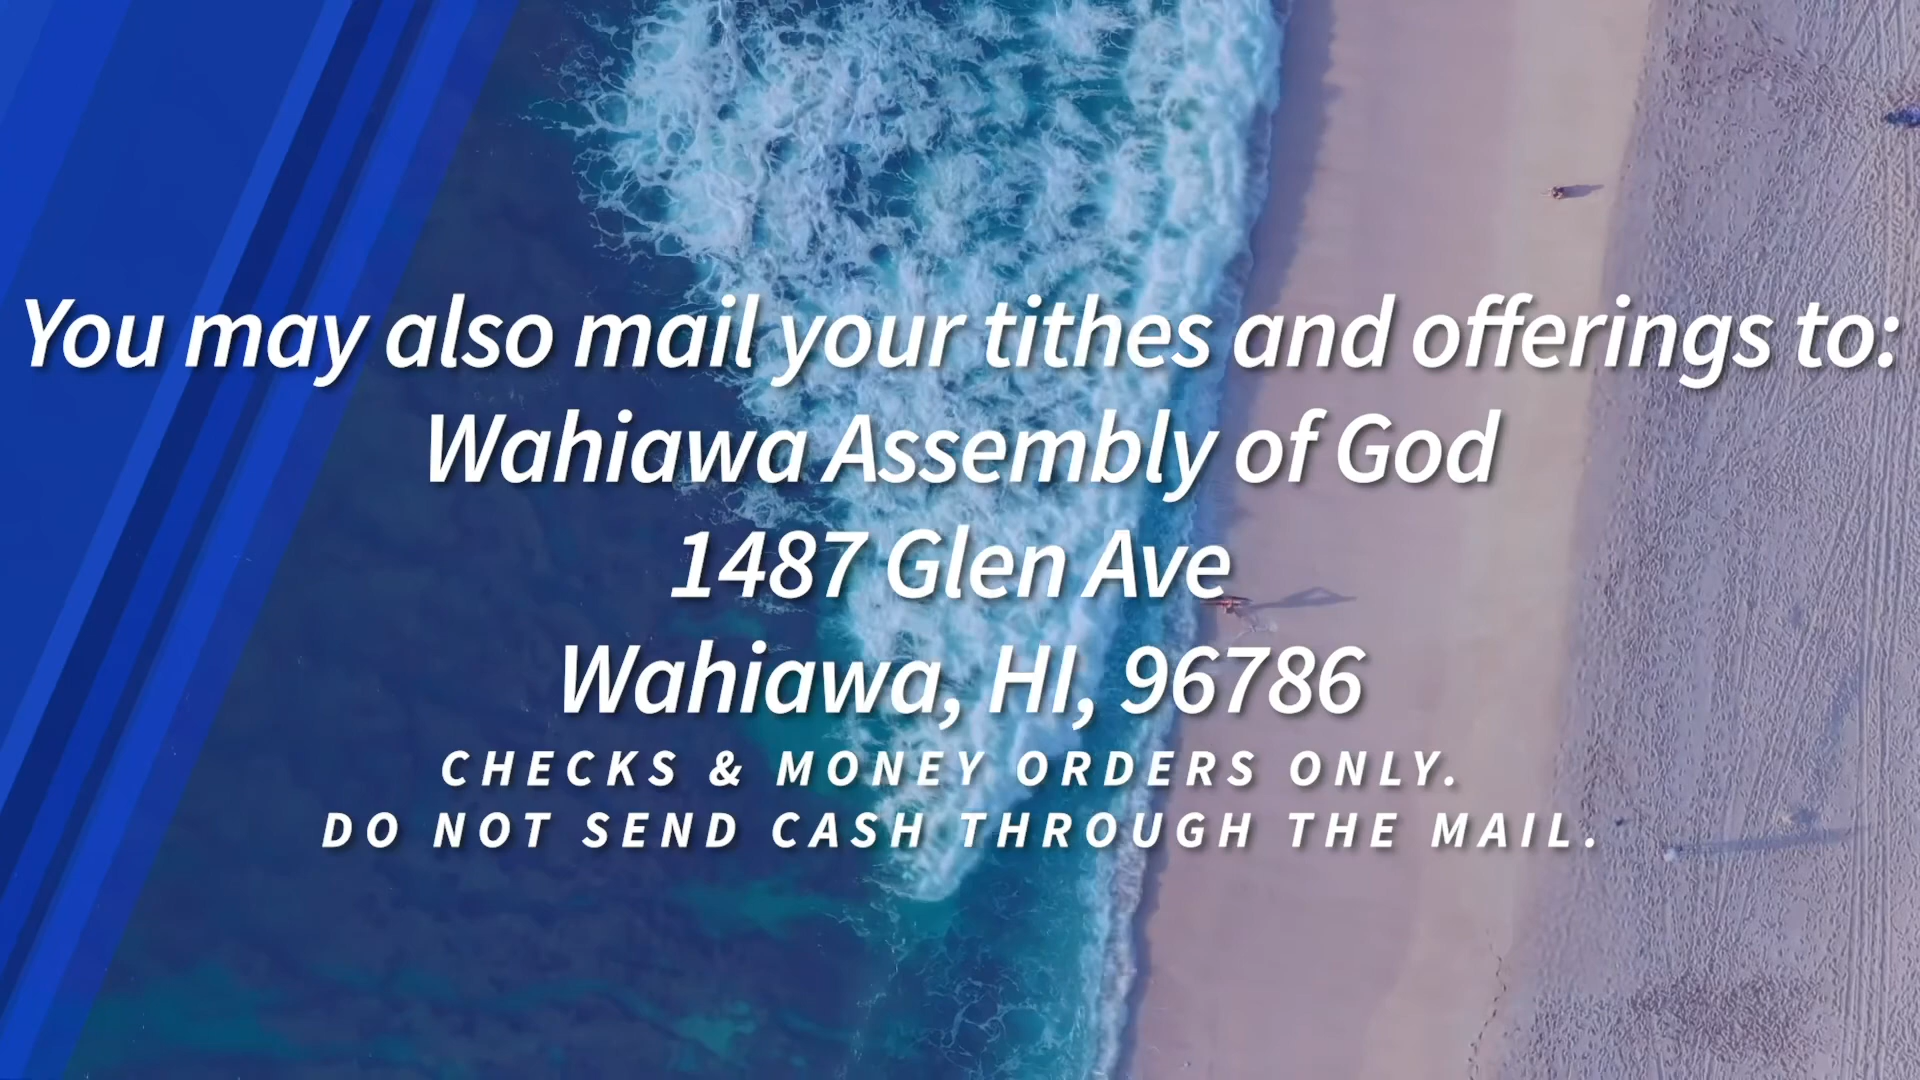 You may also mail your tithes and offerings to:
Wahiawa Assembly of God
1487 Glen Ave
Wahiawa, HI, 96786
CHECKS & MONEY ORDERS ONLY.
DO NOT SEND CASH THROUGH THE MAIL.